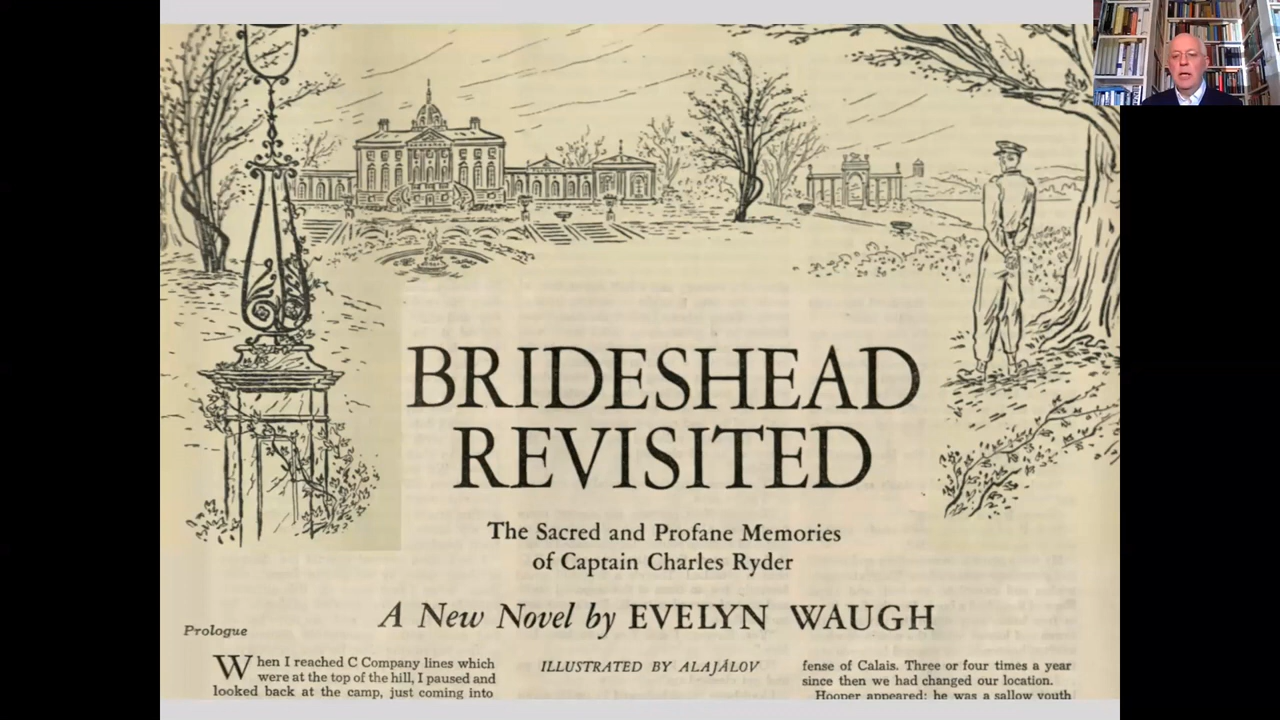 BRIDESHEAD
REVISITED
The Sacred and Profane Memories
of Captain Charles Ryder
A New Novel by EVELYN WAUGH
Prologue
When I reached C Company lines which
were at the top of the hill, I paused and
looked back at the camp, just coming into
ILLUSTRATED BY ALAJÁLOV
fense of Calais. Three or four times a year
since then we had changed our location.
Hooper appeared; he was a sallow youth